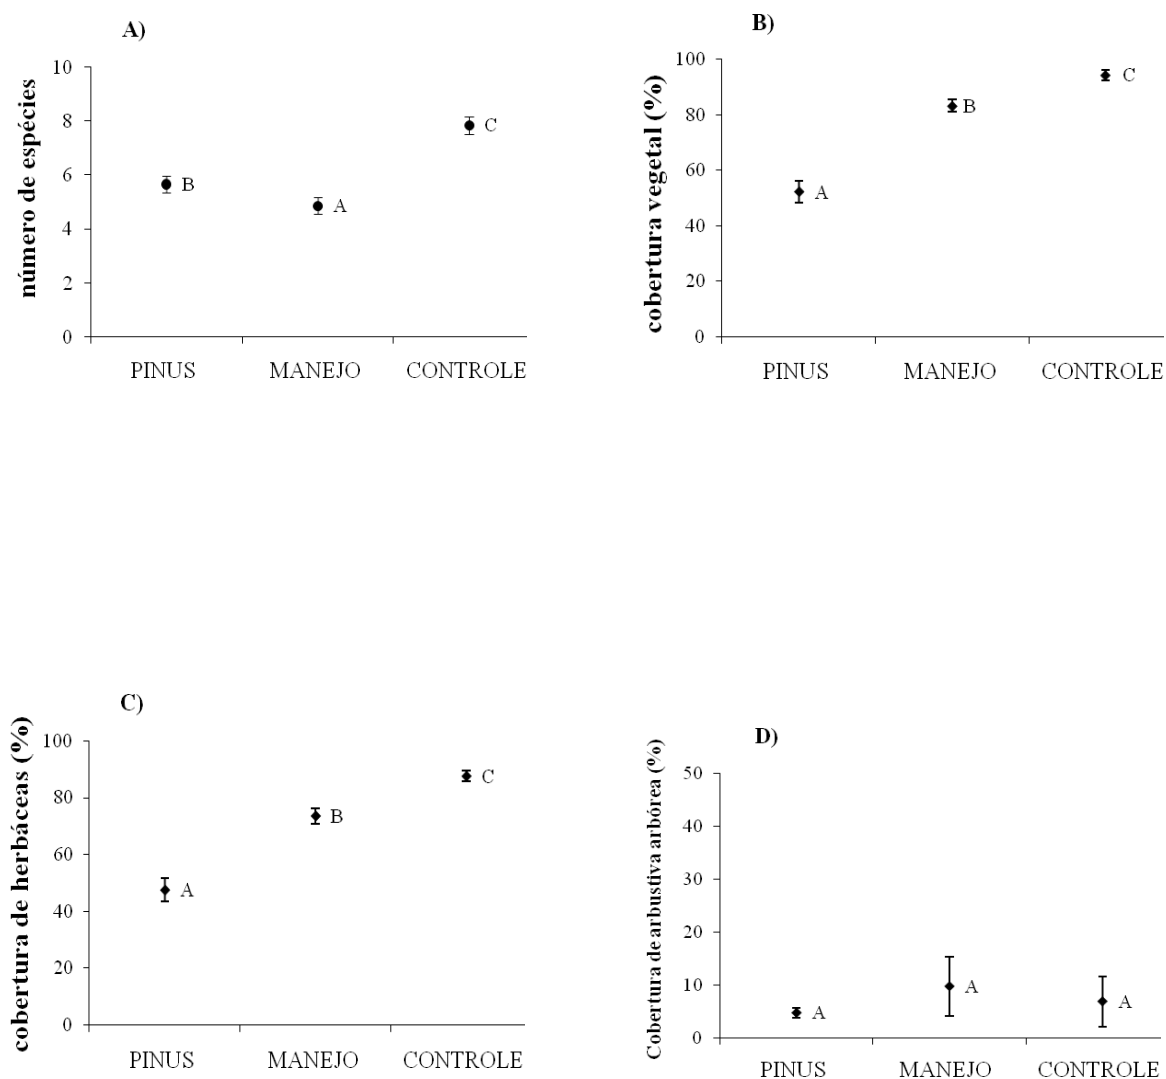 A)
número de espécies
10
8
6
4
2
0
B
A
C
PINUS MANEJO CONTROLE
B)
cobertura vegetal (%)
100
80
60
40
20
0
A
B
C
PINUS MANEJO CONTROLE
C)
cobertura de herbáceas (%)
100
80
60
40
20
0
A
B
C
PINUS MANEJO CONTROLE
D)
Cobertura de arbustiva arbórea (%)
50
40
30
20
10
0
A
A
A
PINUS MANEJO CONTROLE